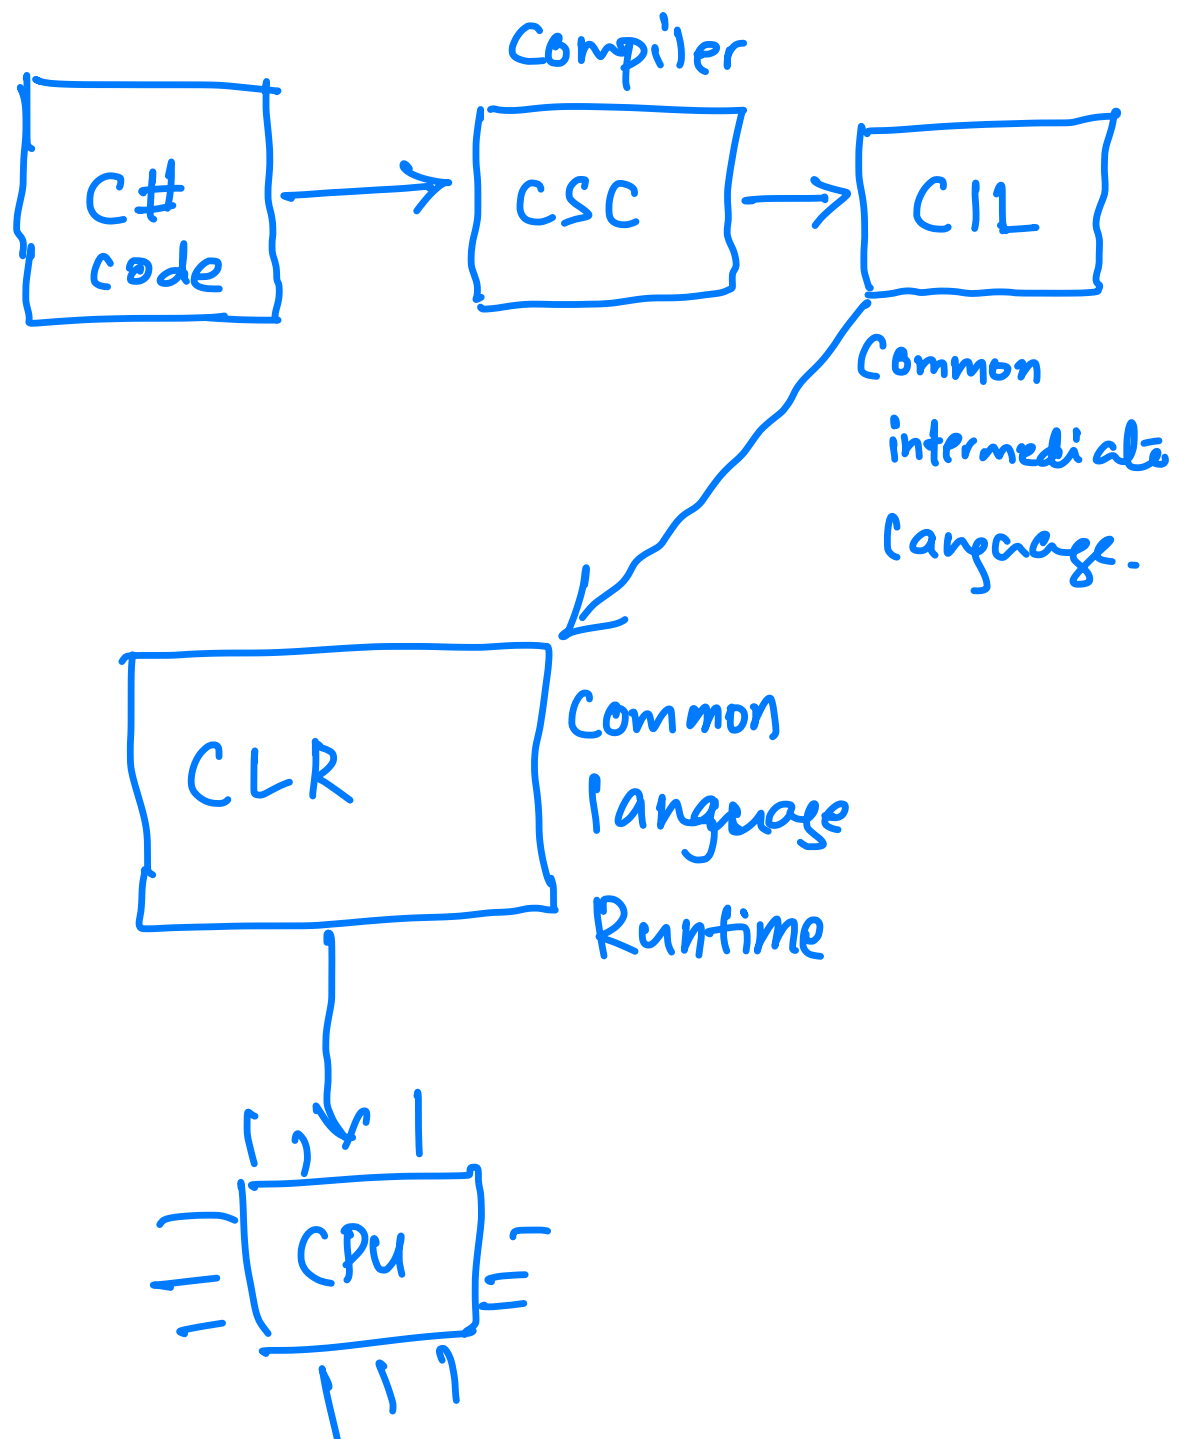 Compiler
C#
code
CSC
CIL
Common
intermediate
Language.
CLR
Common
language
Runtime
CPU